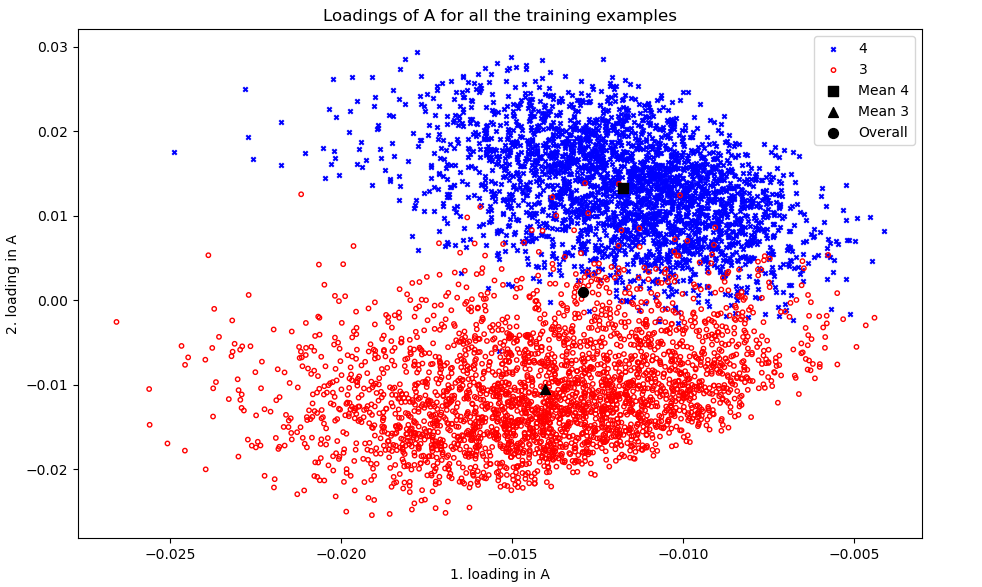 Loadings of A for all the training examples
4
3
Mean 4
Mean 3
Overall
0.03
0.02
0.01
0.00
−0.01
−0.02
2. loading in A
−0.025
−0.020
−0.015
−0.010
−0.005
1. loading in A